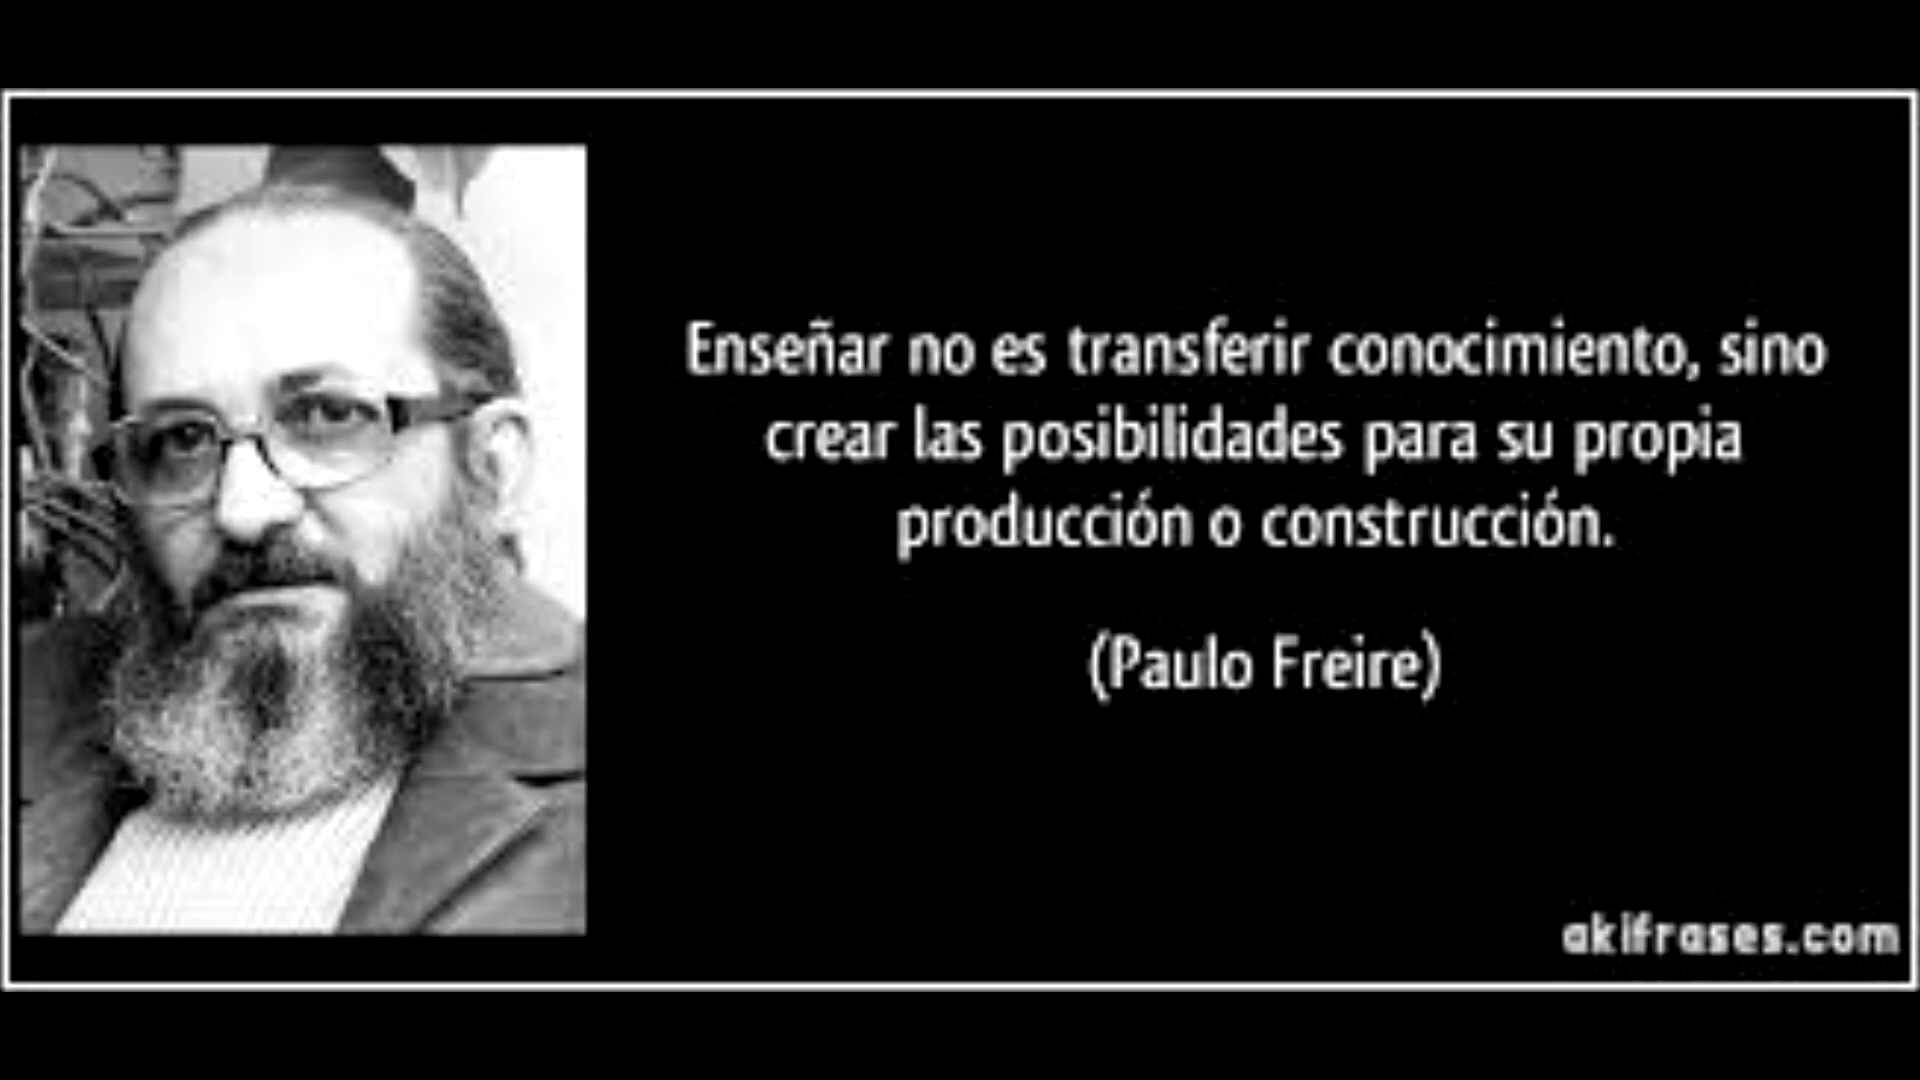 Enseñar no es transferir conocimiento, sino
crear las posibilidades para su propia
producción o construcción.
(Paulo Freire)
akifrases.com